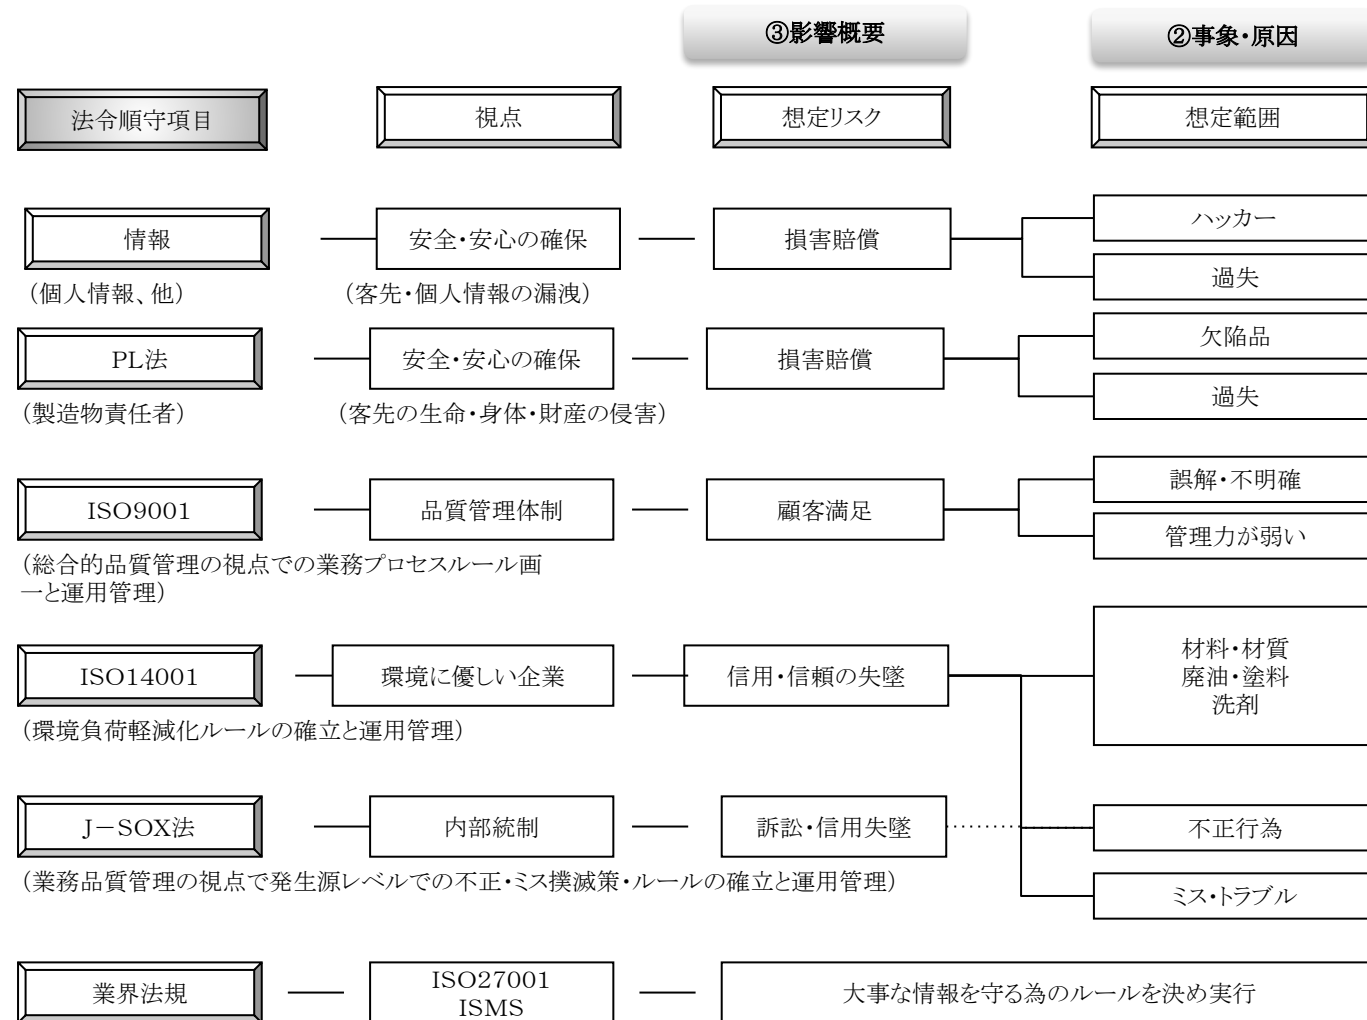 ③影響概要
②事象・原因
法令順守項目
視点
想定リスク
想定範囲
情報
安全・安心の確保
損害賠償
ハッカー
過失
(個人情報、他)
(客先・個人情報の漏洩)
PL法
安全・安心の確保
損害賠償
欠陥品
過失
(製造物責任者)
(客先の生命・身体・財産の侵害)
ISO9001
品質管理体制
顧客満足
誤解・不明確
管理力が弱い
(総合的品質管理の視点での業務プロセスルール画
一と運用管理)
ISO14001
環境に優しい企業
信用・信頼の失墜
材料・材質
廃油・塗料
洗剤
(環境負荷軽減化ルールの確立と運用管理)
J－SOX法
内部統制
訴訟・信用失墜
不正行為
(業務品質管理の視点で発生源レベルでの不正・ミス撲滅策・ルールの確立と運用管理)
ミス・トラブル
業界法規
ISO27001
ISMS
大事な情報を守る為のルールを決め実行